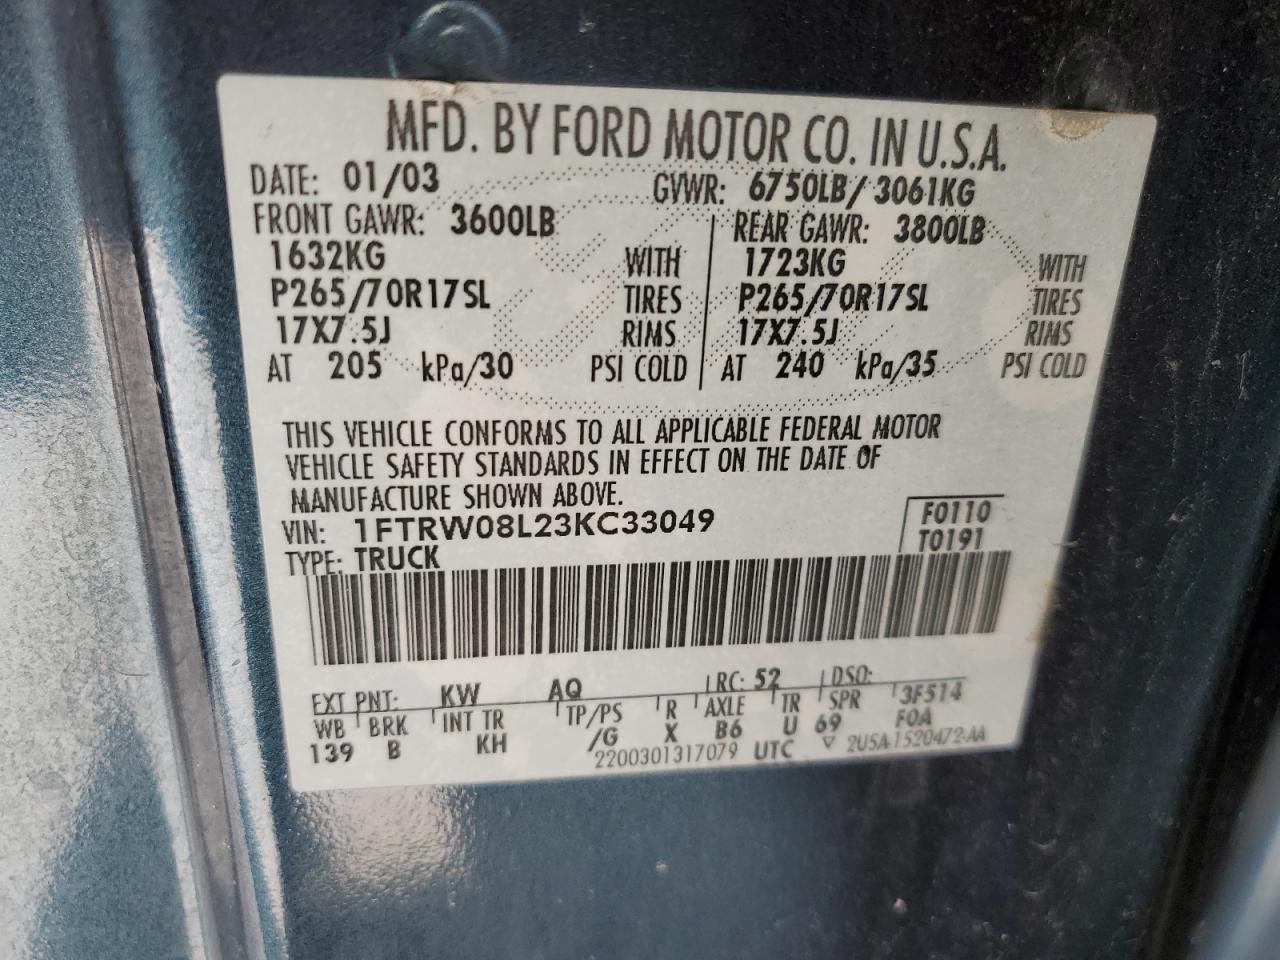 MFD. BY FORD MOTOR CO. IN U.S.A.
DATE: 01/03 GVWR: 6750LB/ 3061KG
FRONT GAWR: 3600LB REAR GAWR: 3800LB
1632KG WITH 1723KG WITH
P265/70R17SL TIRES P265/70R17SL TIRES
17X7.5J RIMS 17X7.5J RIMS
AT 205 kPa/30 PSI COLD AT 240 kPa/35 PSI COLD
THIS VEHICLE CONFORMS TO ALL APPLICABLE FEDERAL MOTOR
VEHICLE SAFETY STANDARDS IN EFFECT ON THE DATE OF
MANUFACTURE SHOWN ABOVE.
VIN: 1FTRW08L23KC33049 F0110
TYPE: TRUCK T0191
EXT PNT: KW AQ RC: 52 DSO:
WB BRK INT TR TP/PS R AXLE TR SPR 3F514
139 B KH /G X B6 U 69 FOA
2200301317079 UTC ▽ 2U5A-1520472-AA